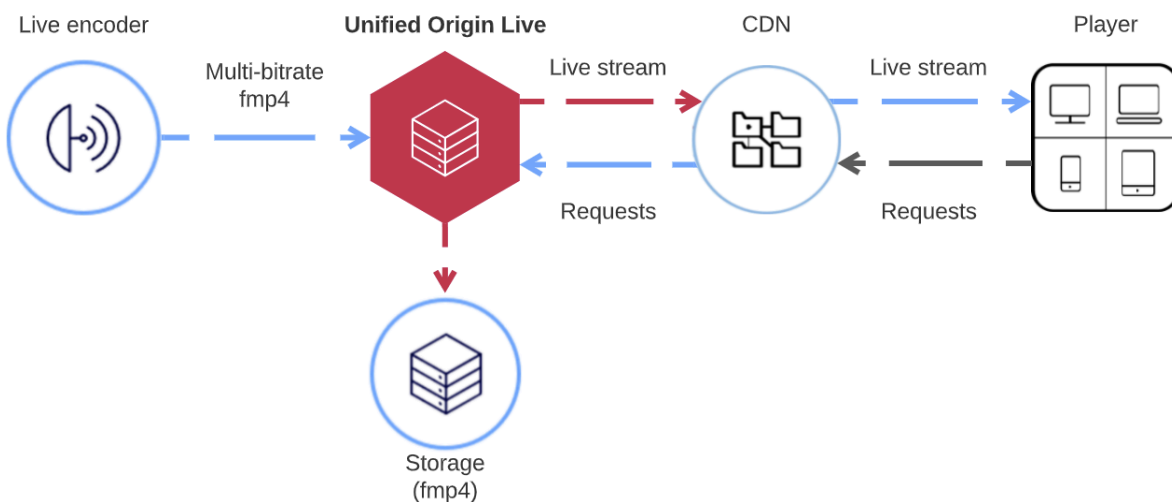 Live encoder
Unified Origin Live
CDN
Player
Multi-bitrate
fmp4
Live stream
Live stream
Requests
Requests
Storage
(fmp4)